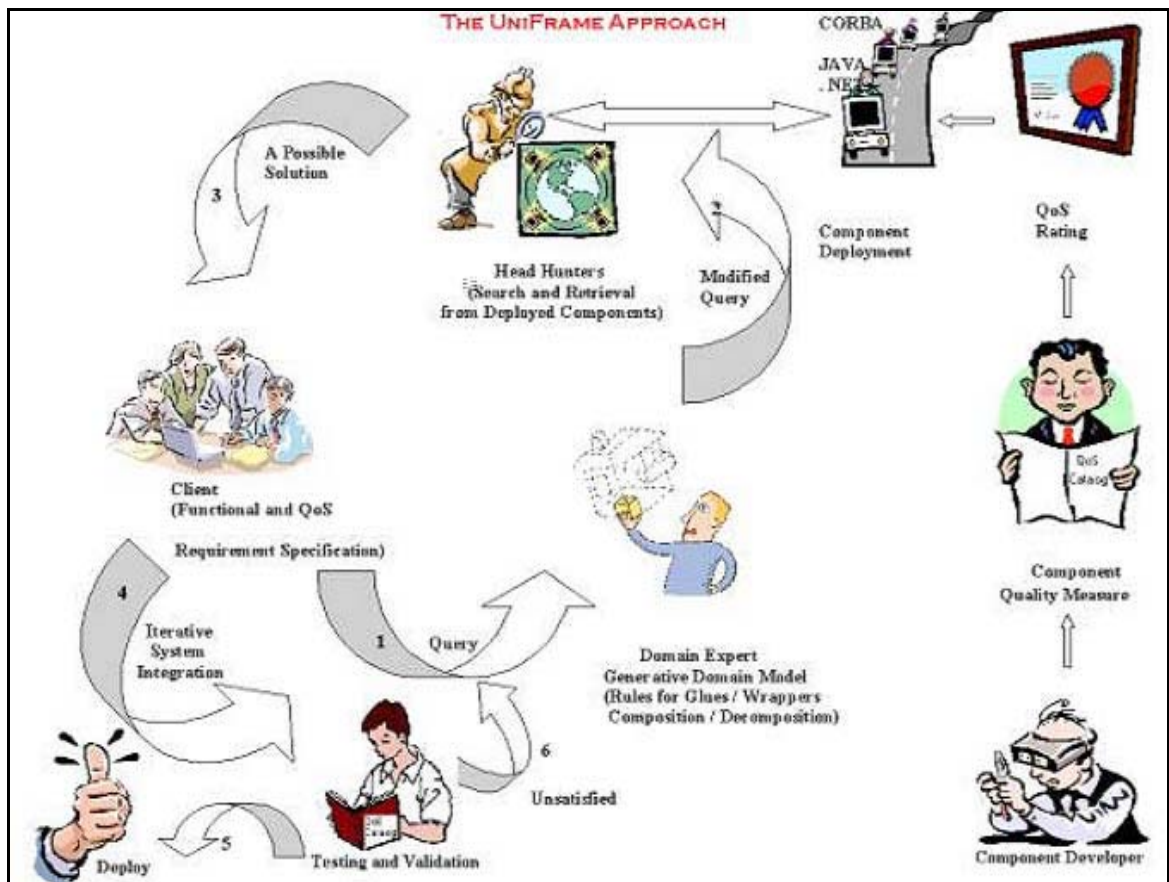 THE UNIFRAME APPROACH
CORBA
JAVA
.NET
A Possible
Solution
3
2
QoS
Rating
Component
Deployment
Head Hunters
(Search and Retrieval
from Deployed Components)
Modified
Query
QoS
Catalog
Client
(Functional and QoS
Requirement Specification)
Component
Quality Measure
4
Iterative
System
Integration
1
Query
Domain Expert
Generative Domain Model
(Rules for Glues / Wrappers
Composition / Decomposition)
6
Unsatisfied
QoS
Catalog
5
Deploy
Testing and Validation
Component Developer